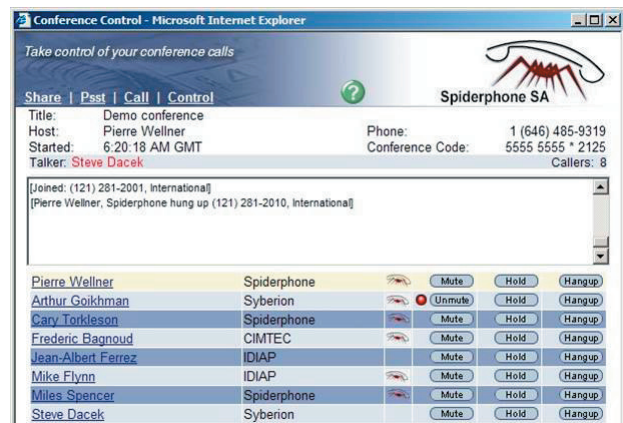 Conference Control - Microsoft Internet Explorer
Take control of your conference calls
Share | Psst | Call | Control
?
Spiderphone SA
Title: Demo conference
Host: Pierre Wellner Phone: 1 (646) 485-9319
Started: 6:20:18 AM GMT Conference Code: 5555 5555 * 2125
Talker: Steve Dacek Callers: 8
[Joined: (121) 281-2001, International]
[Pierre Wellner, Spiderphone hung up (121) 281-2010, International]
Pierre Wellner Spiderphone Mute Hold Hangup
Arthur Goikhman Syberion Unmute Hold Hangup
Cary Torkleson Spiderphone Mute Hold Hangup
Frederic Bagnoud CIMTEC Mute Hold Hangup
Jean-Albert Ferrez IDIAP Mute Hold Hangup
Mike Flynn IDIAP Mute Hold Hangup
Miles Spencer Spiderphone Mute Hold Hangup
Steve Dacek Syberion Mute Hold Hangup